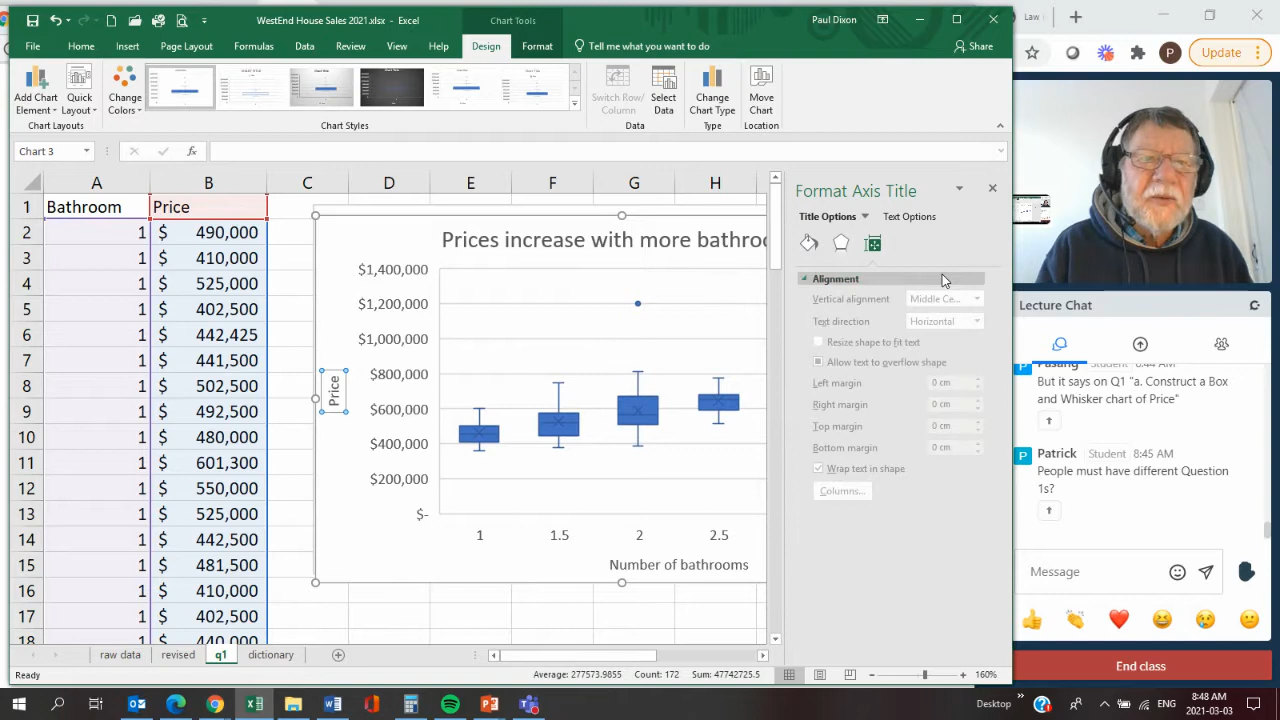 WestEnd House Sales 2021.xlsx - Excel
Chart Tools
Paul Dixon
File
Home
Insert
Page Layout
Formulas
Data
Review
View
Help
Design
Format
Tell me what you want to do
Share
Law
Update
P
Add Chart
Element
Quick
Layout
Change
Colors
Switch Row/
Column
Select
Data
Change
Chart Type
Move
Chart
Chart Layouts
Chart Styles
Data
Type
Location
Chart 3
fx
A B C D E F G H
1 Bathroom Price
2 1 $ 490,000
3 1 $ 410,000
4 1 $ 525,000
5 1 $ 402,500
6 1 $ 442,425
7 1 $ 441,500
8 1 $ 502,500
9 1 $ 492,500
10 1 $ 480,000
11 1 $ 601,300
12 1 $ 550,000
13 1 $ 525,000
14 1 $ 442,500
15 1 $ 481,500
16 1 $ 410,000
17 1 $ 402,500
18 1 $ 440,000
Prices increase with more bathroo
$1,400,000
$1,200,000
$1,000,000
$800,000
$600,000
$400,000
$200,000
$-
Price
1 1.5 2 2.5
Number of bathrooms
Format Axis Title
Title Options
Text Options
Alignment
Vertical alignment Middle Ce...
Text direction Horizontal
Resize shape to fit text
Allow text to overflow shape
Left margin 0 cm
Right margin 0 cm
Top margin 0 cm
Bottom margin 0 cm
Wrap text in shape
Columns...
Lecture Chat
P
Pasang Student 8:44 AM
But it says on Q1 "a. Construct a Box
and Whisker chart of Price"
P
Patrick Student 8:45 AM
People must have different Question
1s?
Message
End class
raw data
revised
q1
dictionary
Ready
Average: 277573.9855 Count: 172 Sum: 47742725.5
160%
Desktop
ENG
8:48 AM
2021-03-03